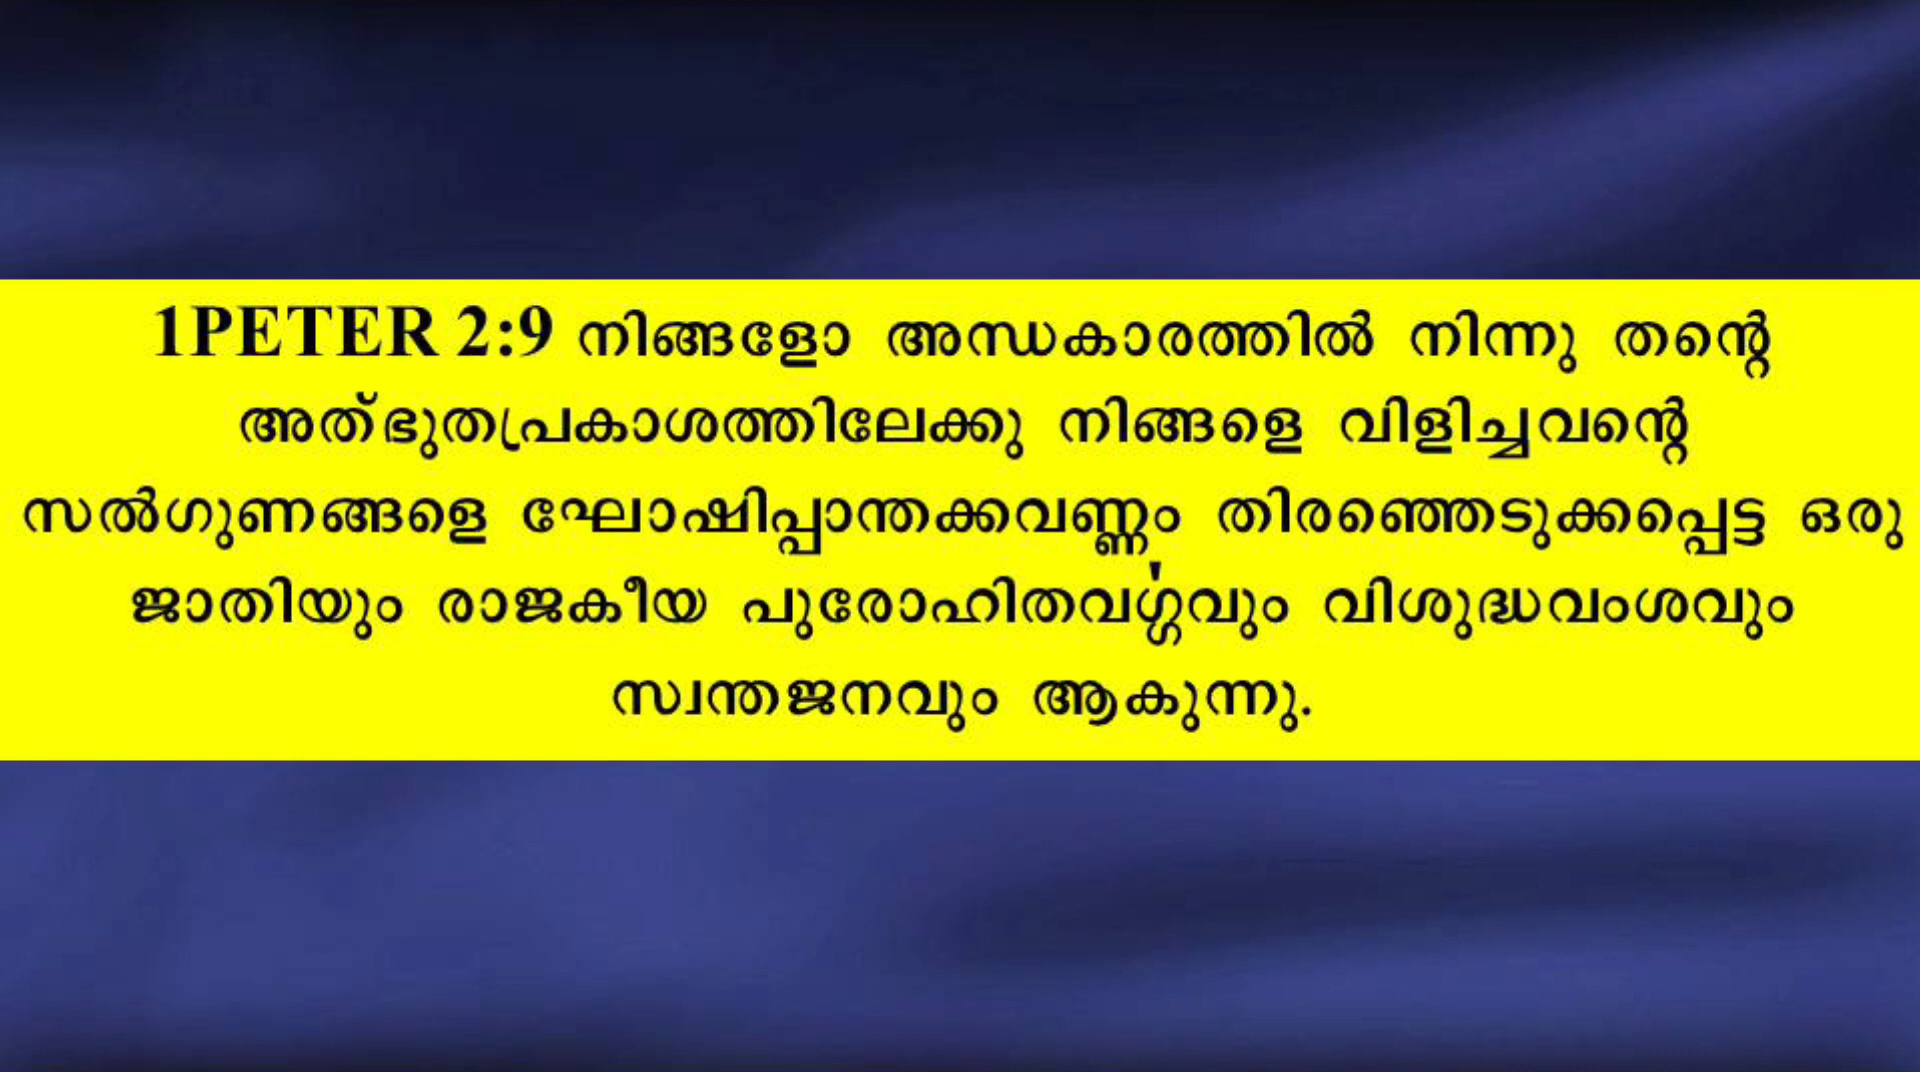 1PETER 2:9 നിങ്ങളോ അന്ധകാരത്തിൽ നിന്നു തന്റെ
അത്ഭുതപ്രകാശത്തിലേക്കു നിങ്ങളെ വിളിച്ചവന്റെ
സൽഗുണങ്ങളെ ഘോഷിപ്പാന്തക്കവണ്ണം തിരഞ്ഞെടുക്കപ്പെട്ട ഒരു
ജാതിയും രാജകീയ പുരോഹിതവൎഗ്ഗവും വിശുദ്ധവംശവും
സ്വന്തജനവും ആകുന്നു.